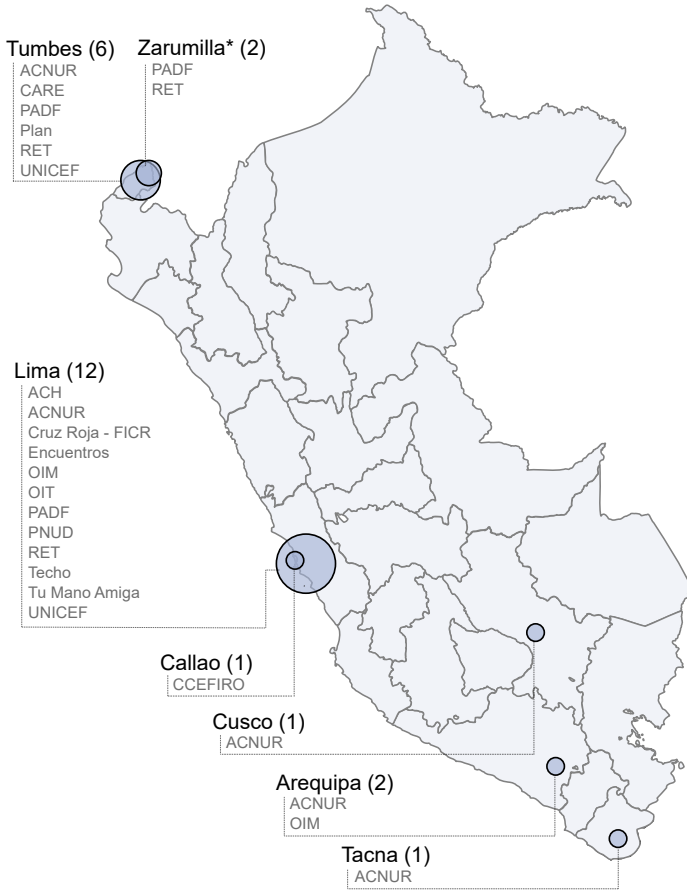 Tumbes (6)
ACNUR
CARE
PADF
Plan
RET
UNICEF
Zarumilla* (2)
PADF
RET
Lima (12)
ACH
ACNUR
Cruz Roja - FICR
Encuentros
OIM
OIT
PADF
PNUD
RET
Techo
Tu Mano Amiga
UNICEF
Callao (1)
CCEFIRO
Cusco (1)
ACNUR
Arequipa (2)
ACNUR
OIM
Tacna (1)
ACNUR